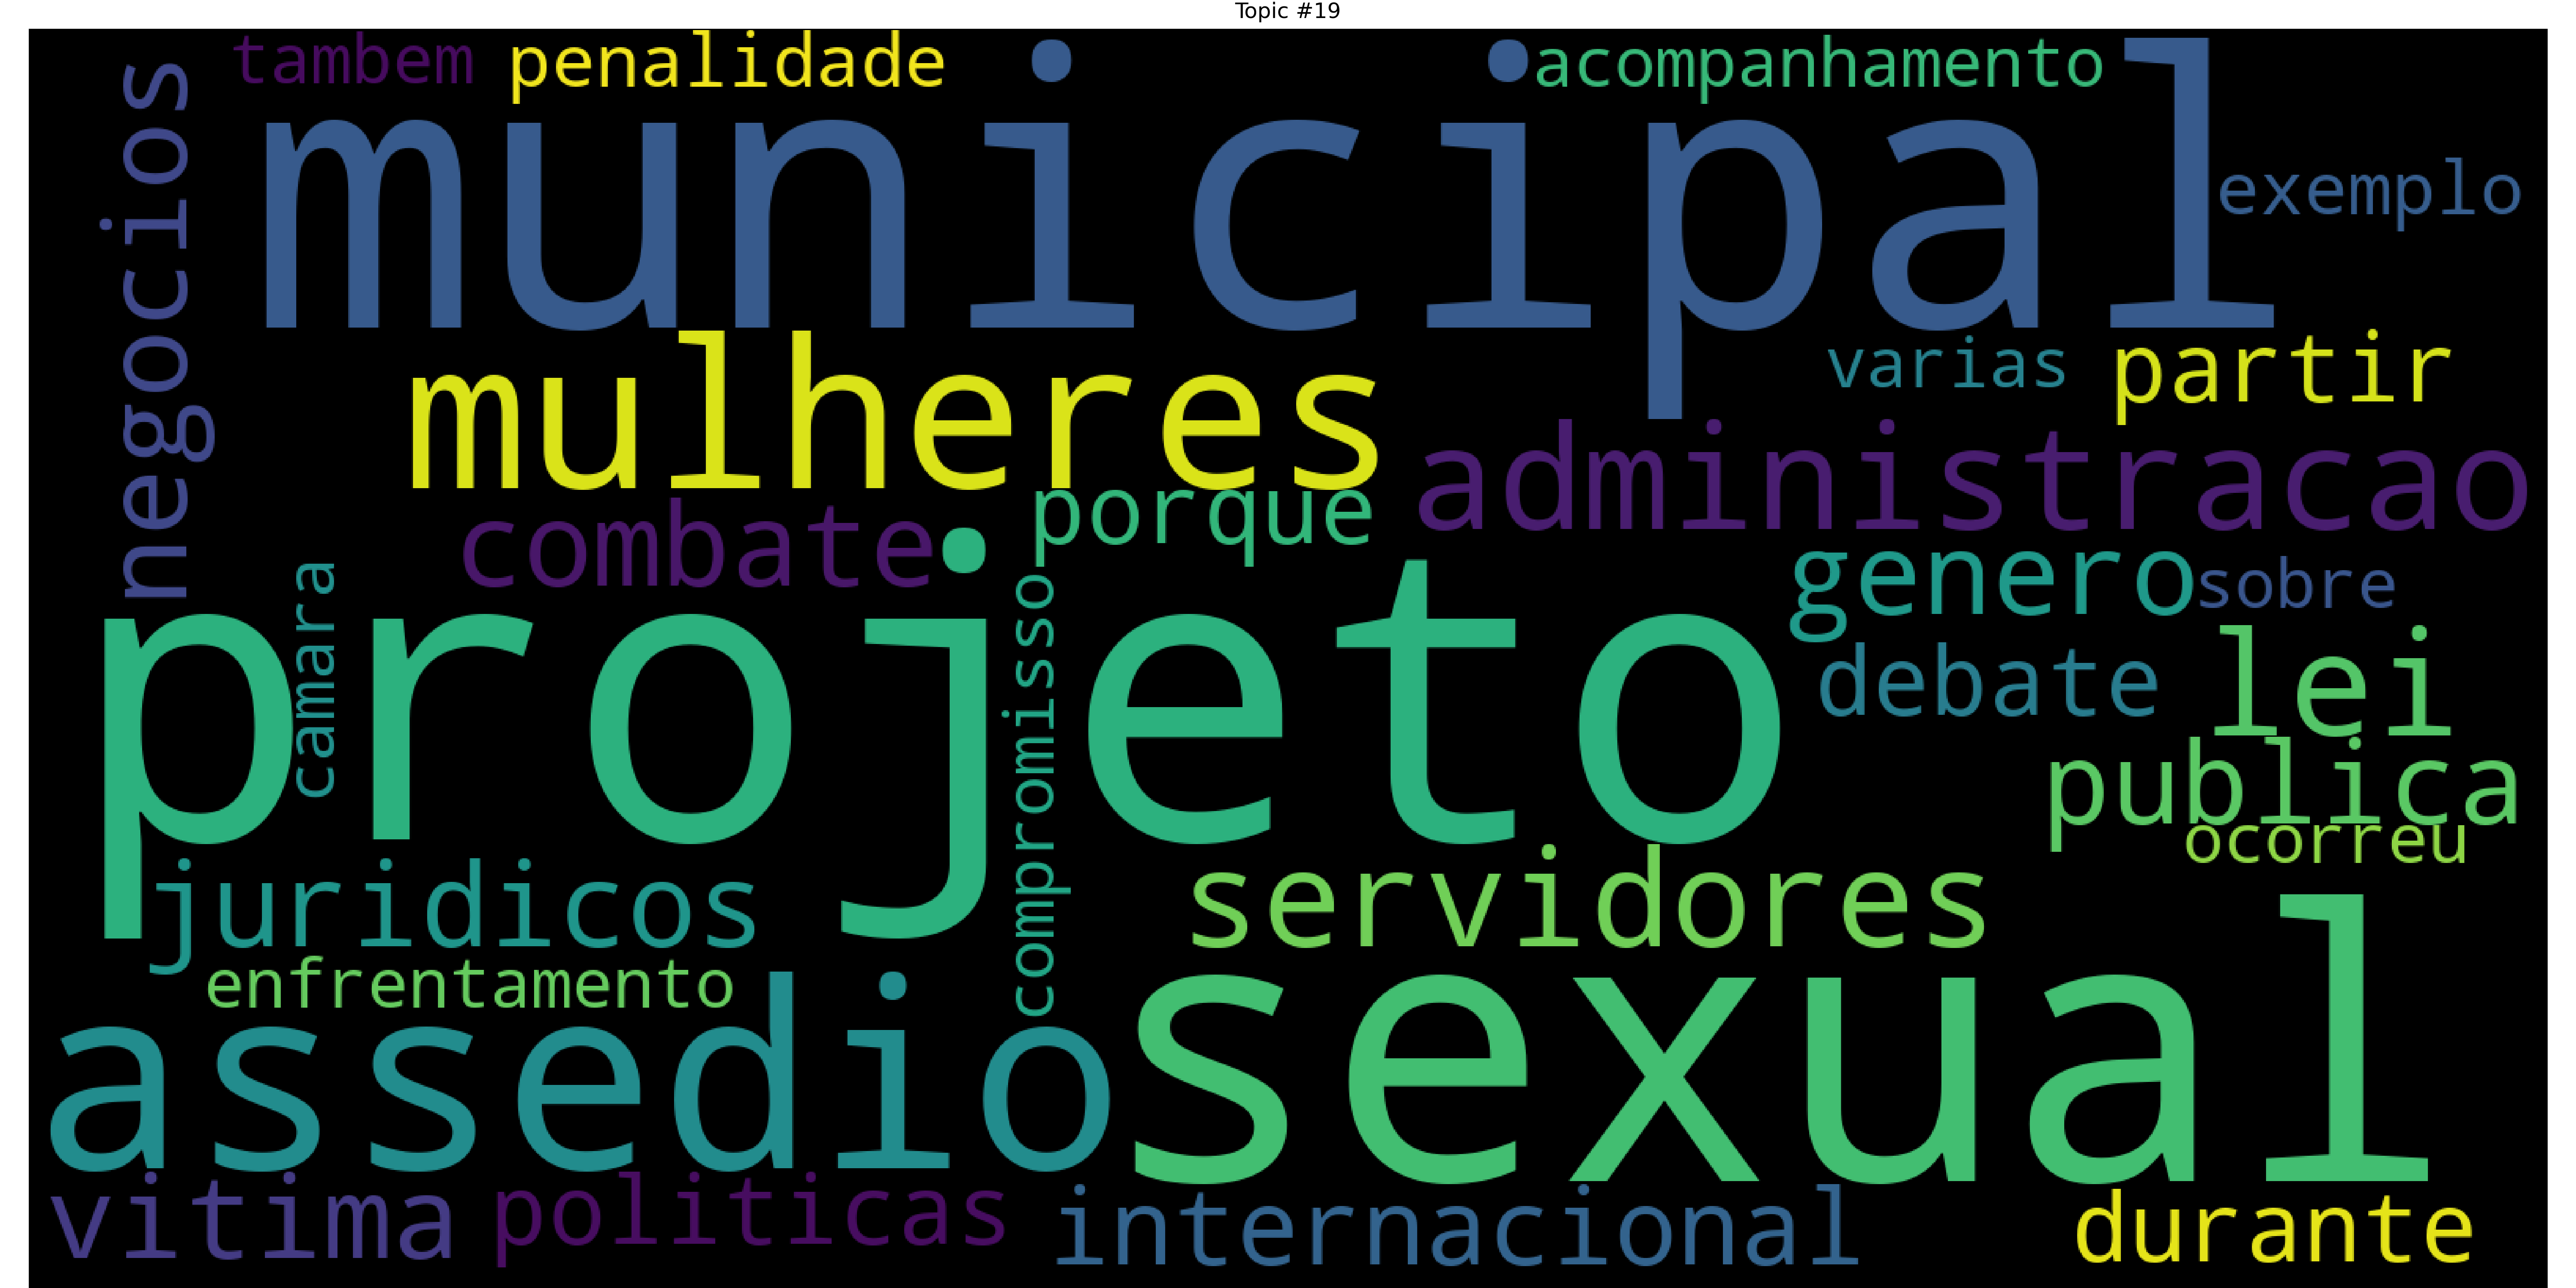 Topic #19
tambem
penalidade
acompanhamento
negocios
municipal
exemplo
mulheres
varias
partir
administracao
combate
porque
genero
sobre
camara
projeto
compromisso
debate
lei
publica
ocorreu
juridicos
servidores
enfrentamento
assedio
sexual
vitima
politicas
internacional
durante